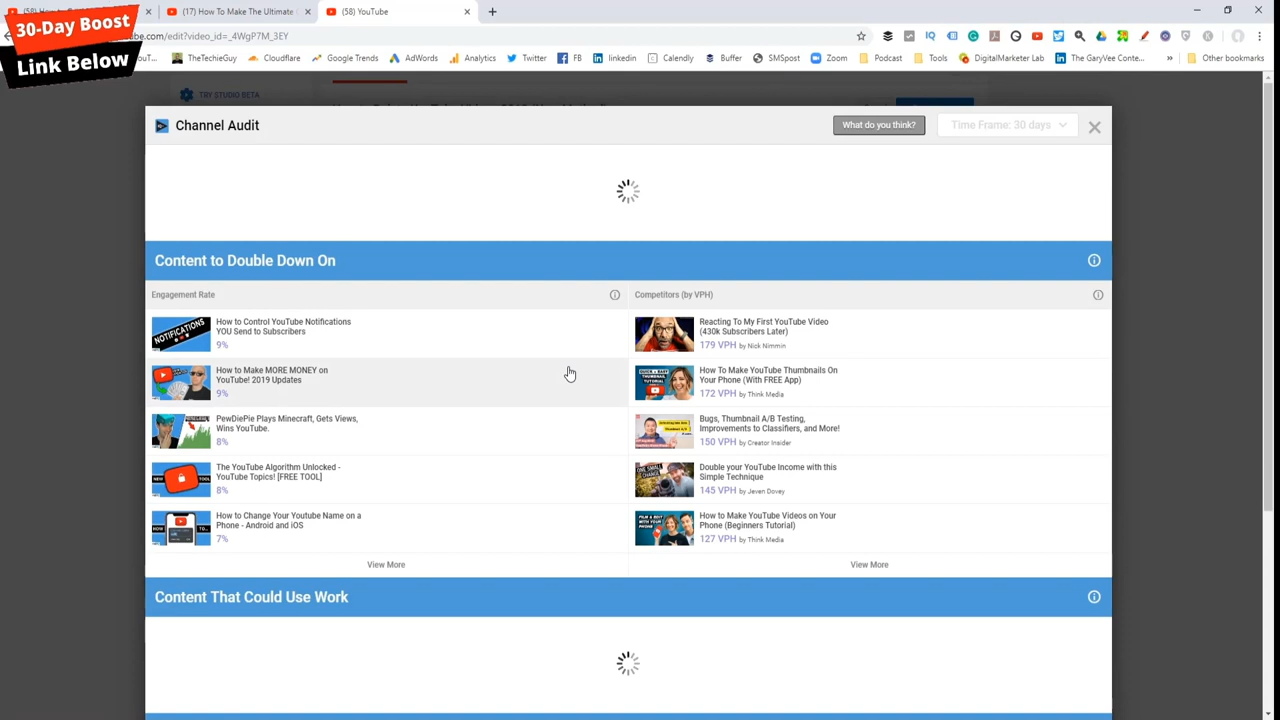 30-Day Boost
Link Below
(17) How To Make The Ultimate
(58) YouTube
be.com/edit?video_id=_4WgP7M_3EY
TheTechieGuy
Cloudflare
Google Trends
AdWords
Analytics
Twitter
FB
linkedin
Calendly
Buffer
SMSpost
Zoom
Podcast
Tools
DigitalMarketer Lab
The GaryVee Conte...
Other bookmarks
TRY STUDIO BETA
Channel Audit
What do you think?
Time Frame: 30 days
Content to Double Down On
Engagement Rate
How to Control YouTube Notifications
YOU Send to Subscribers
9%
NOTIFICATIONS
How to Make MORE MONEY on
YouTube! 2019 Updates
9%
PewDiePie Plays Minecraft, Gets Views,
Wins YouTube.
8%
The YouTube Algorithm Unlocked -
YouTube Topics! [FREE TOOL]
8%
How to Change Your Youtube Name on a
Phone - Android and iOS
7%
View More
Competitors (by VPH)
Reacting To My First YouTube Video
(430k Subscribers Later)
179 VPH by Nick Nimmin
How To Make YouTube Thumbnails On
Your Phone (With FREE App)
172 VPH by Think Media
Bugs, Thumbnail A/B Testing,
Improvements to Classifiers, and More!
150 VPH by Creator Insider
Double your YouTube Income with this
Simple Technique
145 VPH by Jeven Dovey
How to Make YouTube Videos on Your
Phone (Beginners Tutorial)
127 VPH by Think Media
View More
Content That Could Use Work